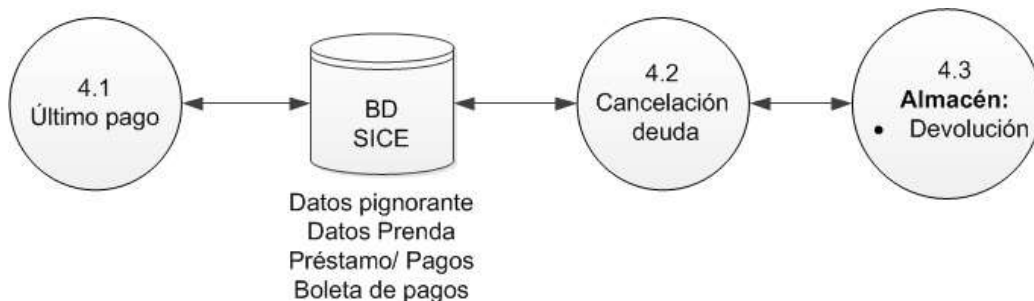 4.1
Último pago
BD
SICE
Datos pignorante
Datos Prenda
Préstamo/ Pagos
Boleta de pagos
4.2
Cancelación
deuda
4.3
Almacén:
• Devolución